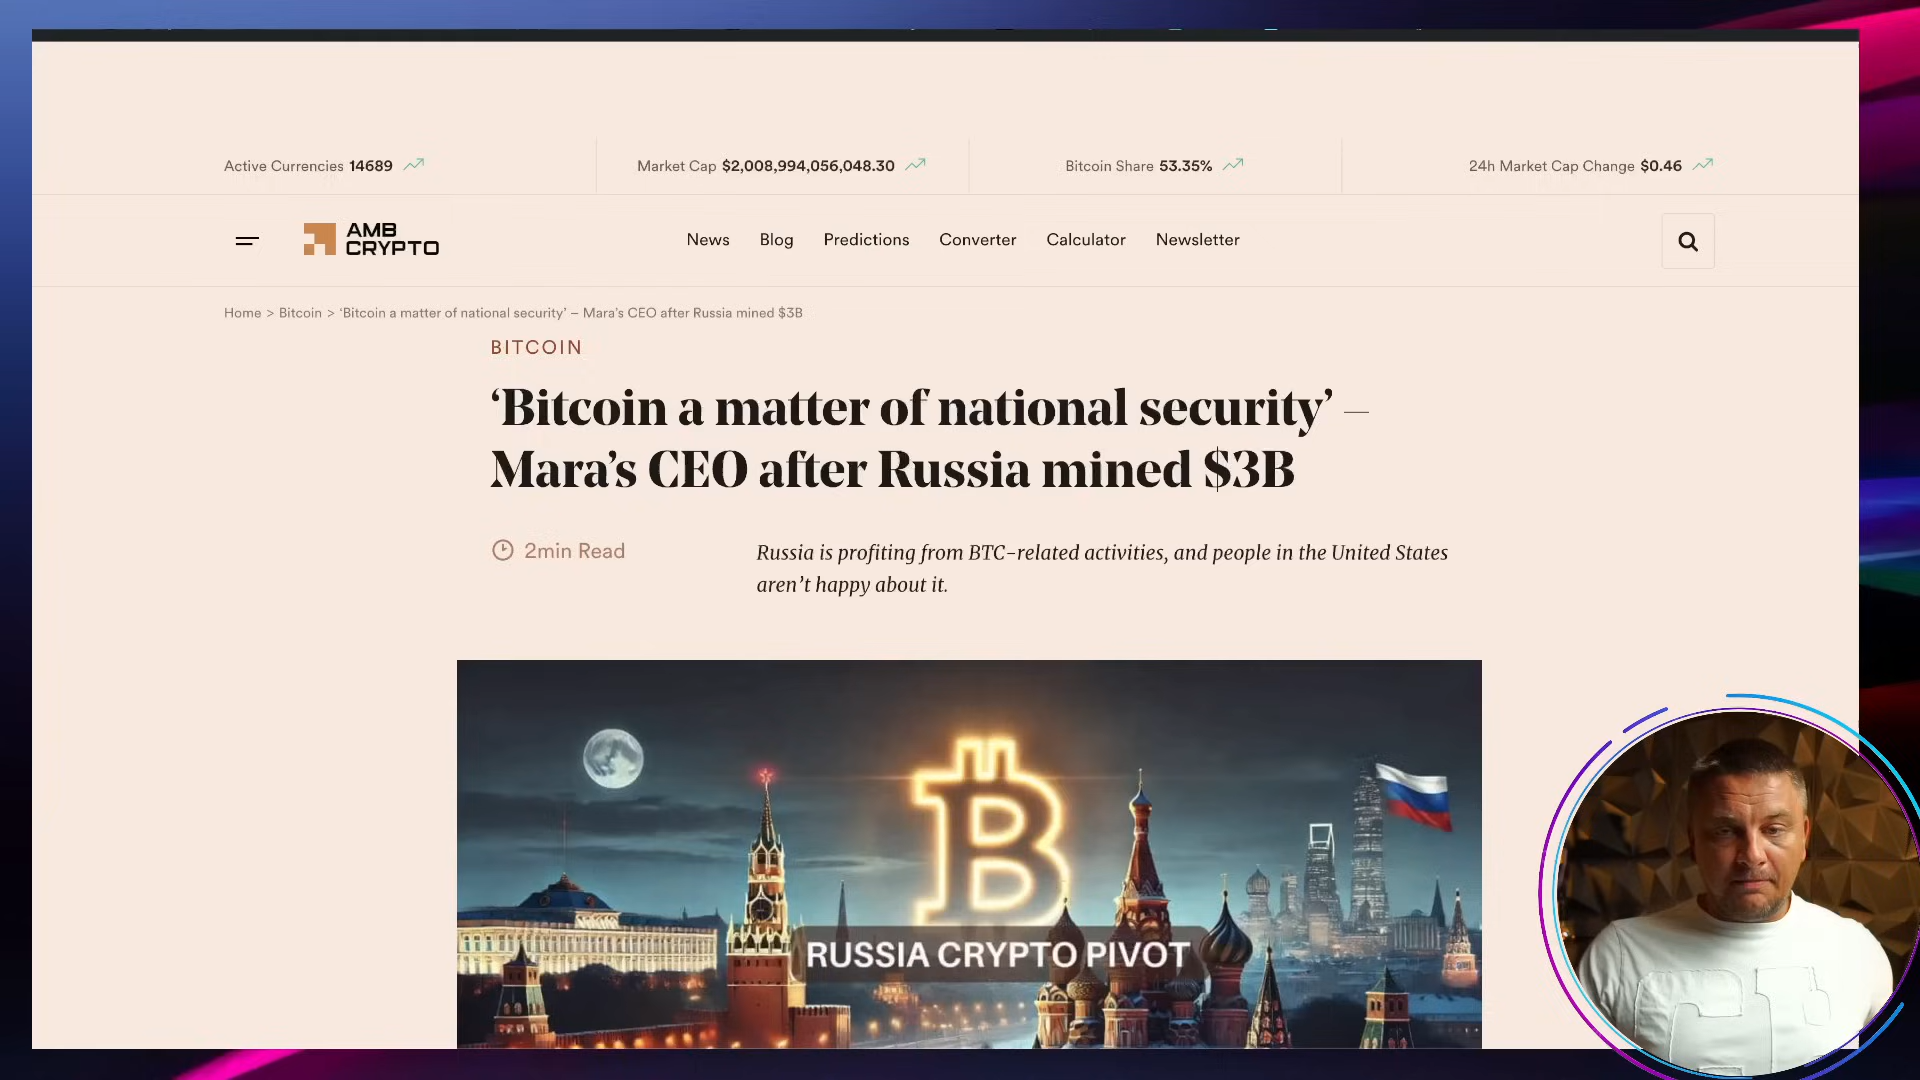 Active Currencies 14689
Market Cap $2,008,994,056,048.30
Bitcoin Share 53.35%
24h Market Cap Change $0.46
AMB
CRYPTO
News
Blog
Predictions
Converter
Calculator
Newsletter
Home > Bitcoin > ‘Bitcoin a matter of national security’ – Mara’s CEO after Russia mined $3B
BITCOIN
‘Bitcoin a matter of national security’ –
Mara’s CEO after Russia mined $3B
2min Read
Russia is profiting from BTC-related activities, and people in the United States
aren’t happy about it.
RUSSIA CRYPTO PIVOT